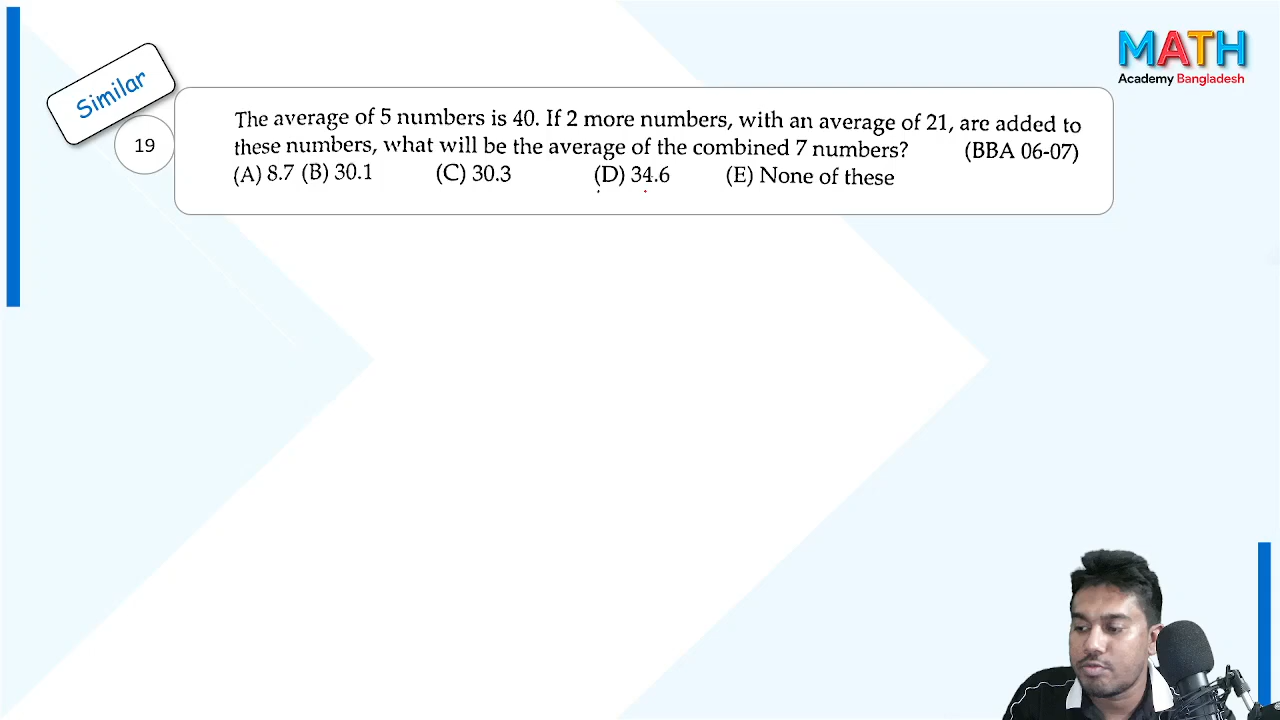 MATH
Academy Bangladesh
Similar
19
The average of 5 numbers is 40. If 2 more numbers, with an average of 21, are added to
these numbers, what will be the average of the combined 7 numbers? (BBA 06-07)
(A) 8.7 (B) 30.1 (C) 30.3 (D) 34.6 (E) None of these